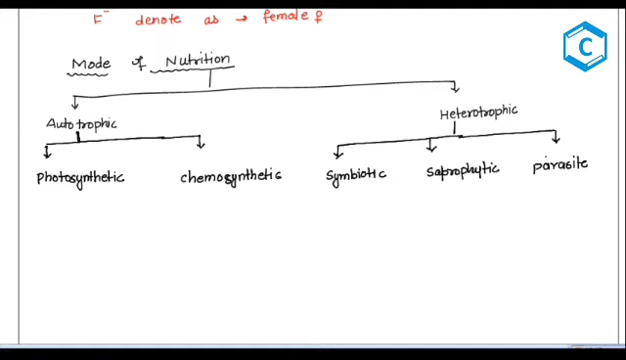 F⁻ denote as → female ♀
C
Mode of Nutrition
Autotrophic
Heterotrophic
Photosynthetic
chemosynthetic
Symbiotic
Saprophytic
parasite